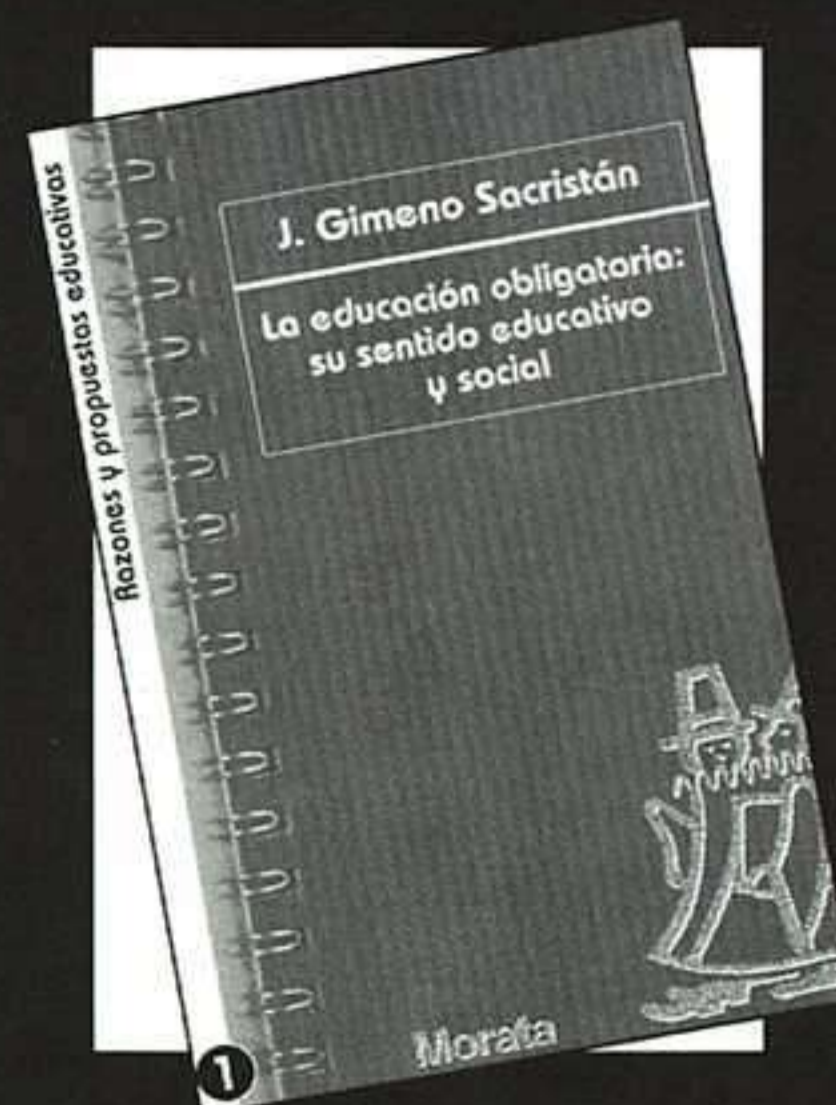 Razones y propuestas educativas
J. Gimeno Sacristán
La educación obligatoria:
su sentido educativo
y social
Morata
1